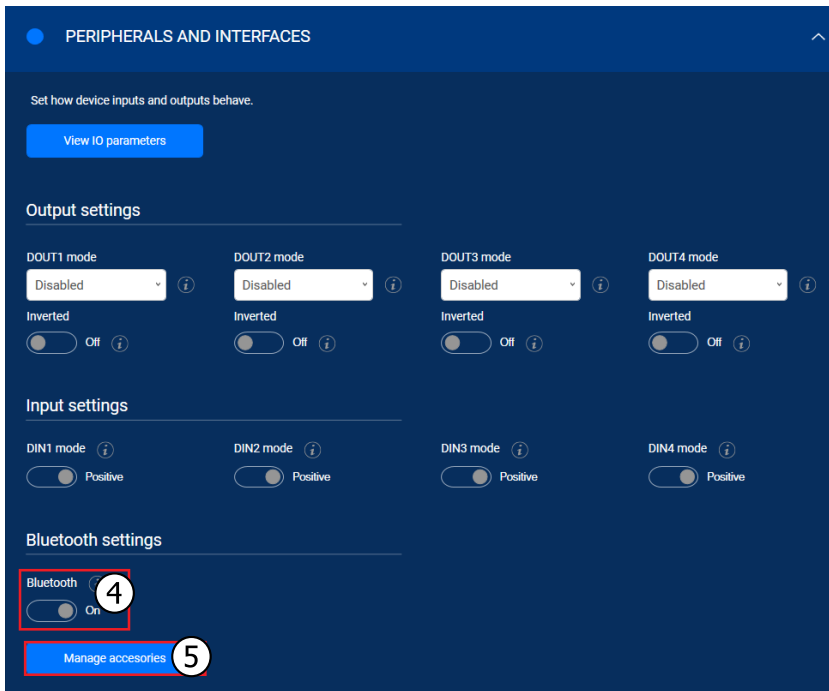 PERIPHERALS AND INTERFACES
Set how device inputs and outputs behave.
View IO parameters
Output settings
DOUT1 mode DOUT2 mode DOUT3 mode DOUT4 mode
Disabled i Disabled i Disabled i Disabled i
Inverted Inverted Inverted Inverted
Off i Off i Off i Off i
Input settings
DIN1 mode i DIN2 mode i DIN3 mode i DIN4 mode i
Positive Positive Positive Positive
Bluetooth settings
Bluetooth 4
On
Manage accesories 5